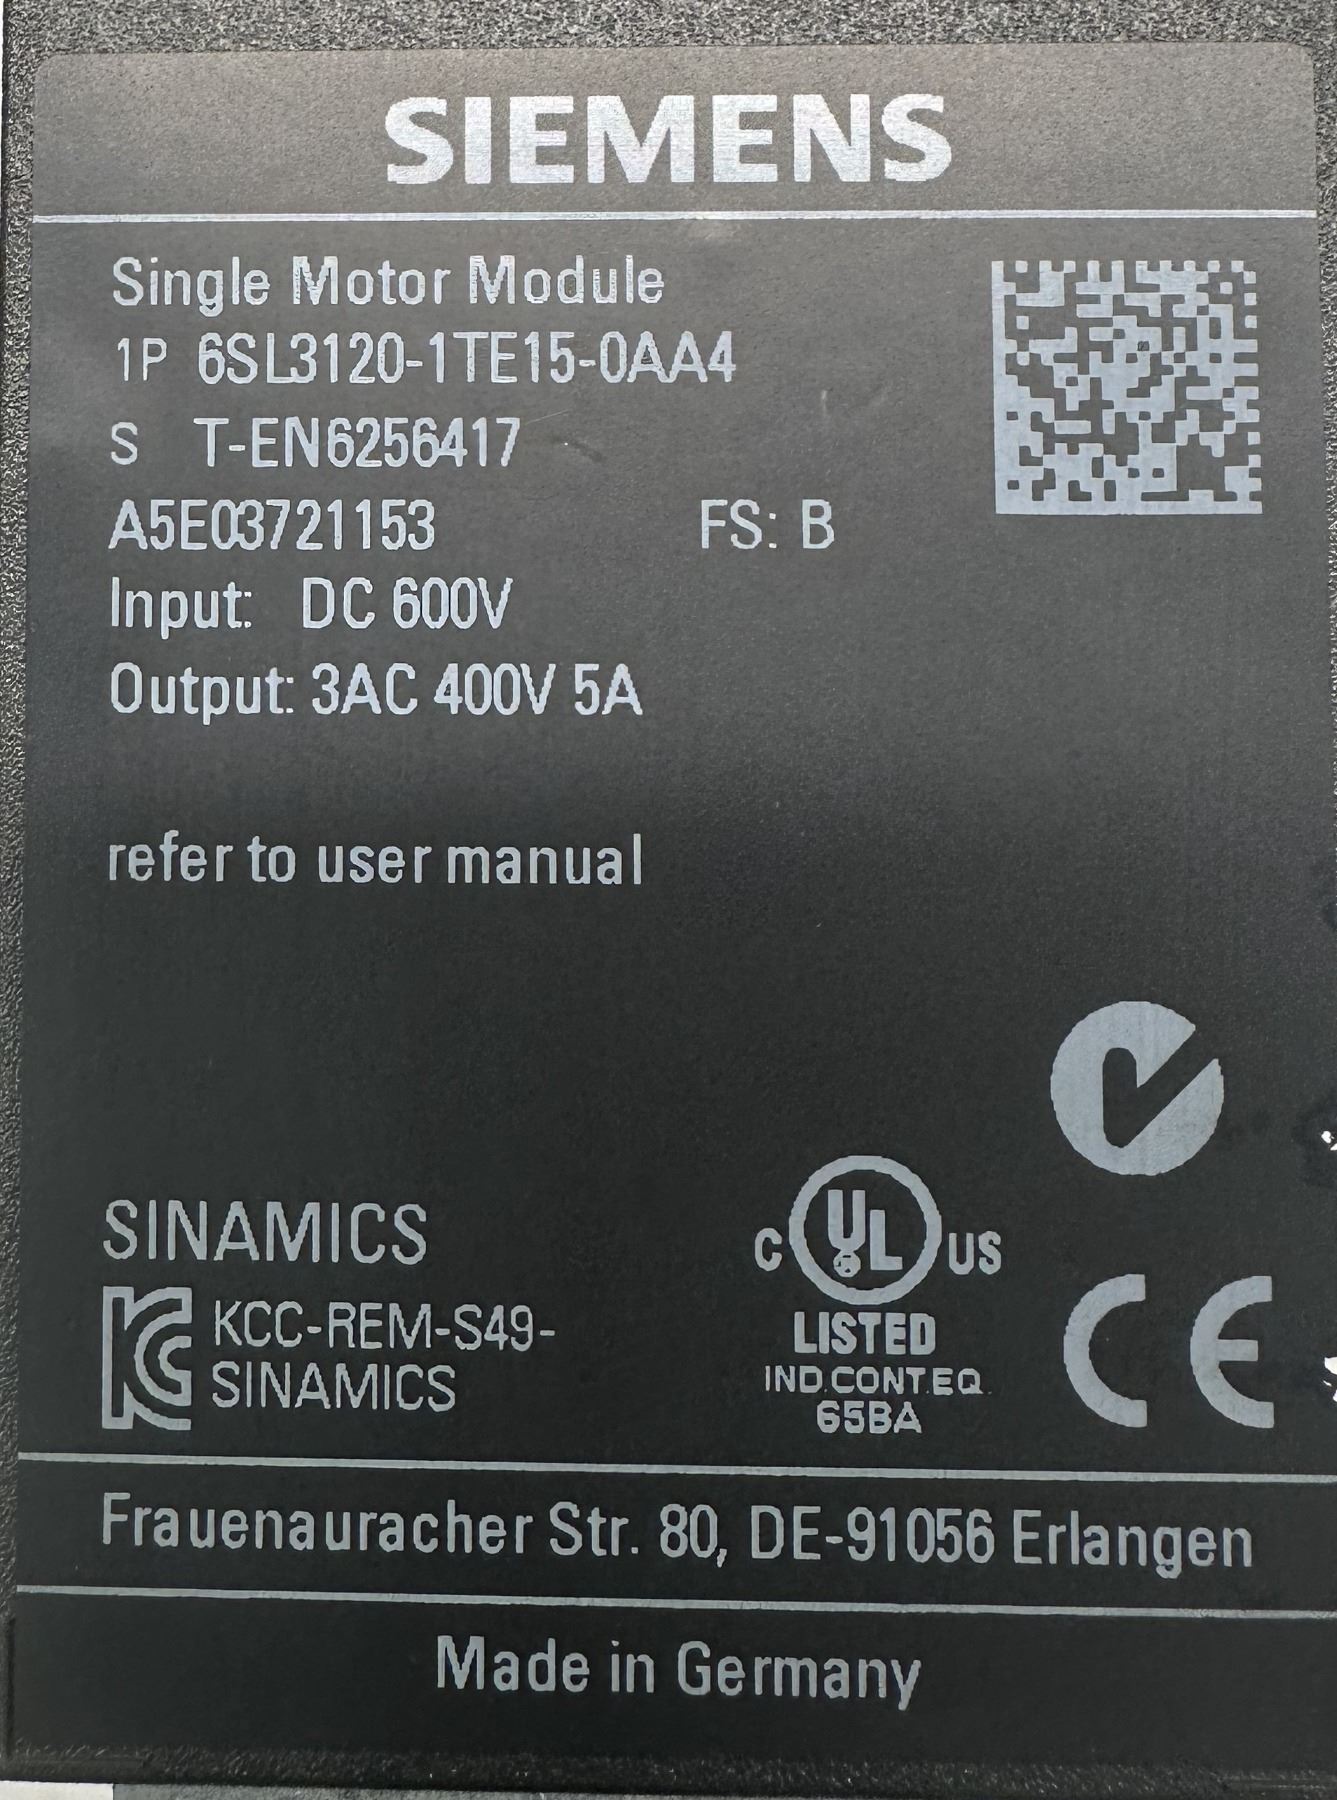 SIEMENS
Single Motor Module
1P 6SL3120-1TE15-0AA4
S T-EN6256417
A5E03721153 FS: B
Input: DC 600V
Output: 3AC 400V 5A
refer to user manual
SINAMICS
KCC-REM-S49-
SINAMICS
C UL US
LISTED
IND.CONT.EQ.
65BA
CE
Frauenauracher Str. 80, DE-91056 Erlangen
Made in Germany